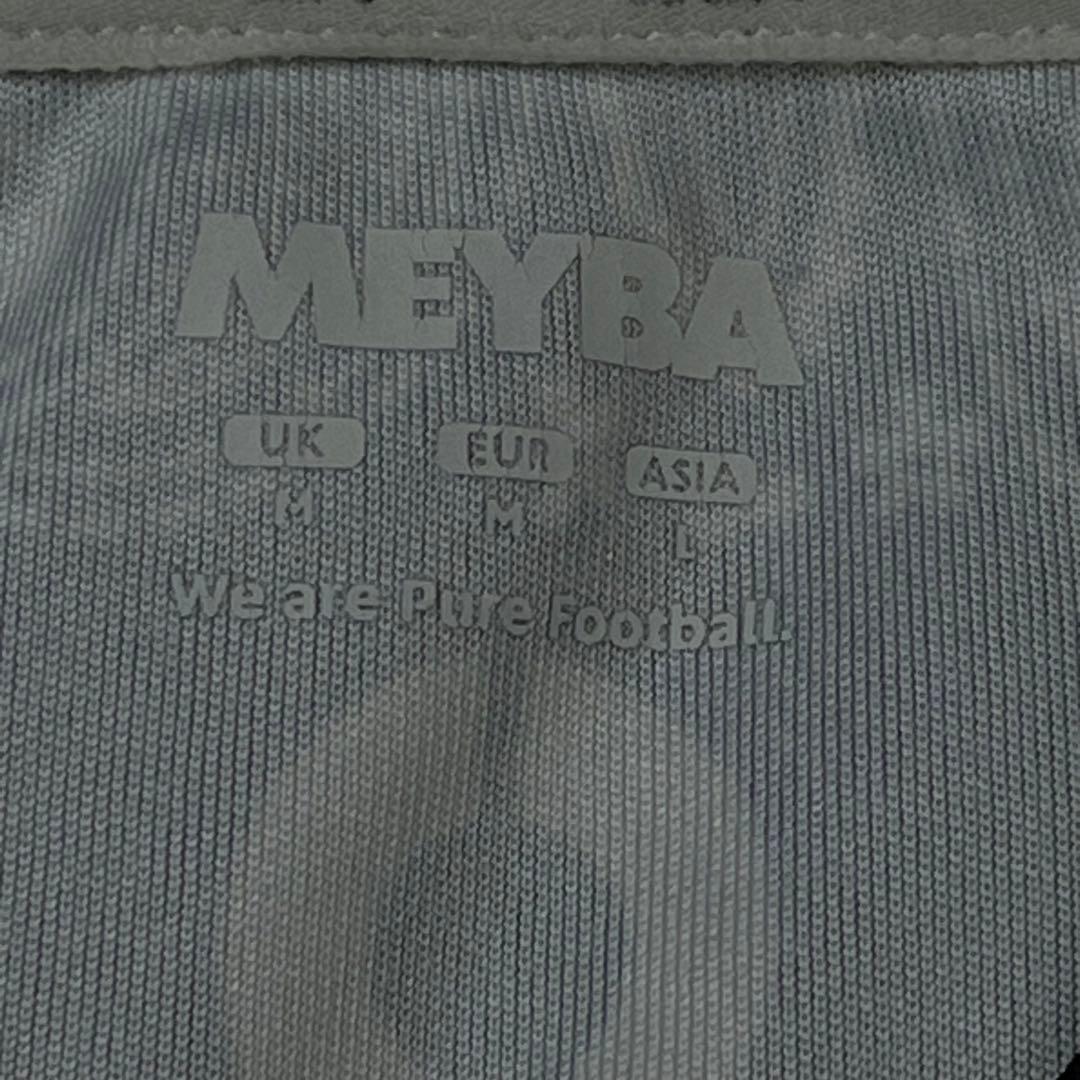 MEYBA
UK EUR ASIA
M M L
We are Pure Football.